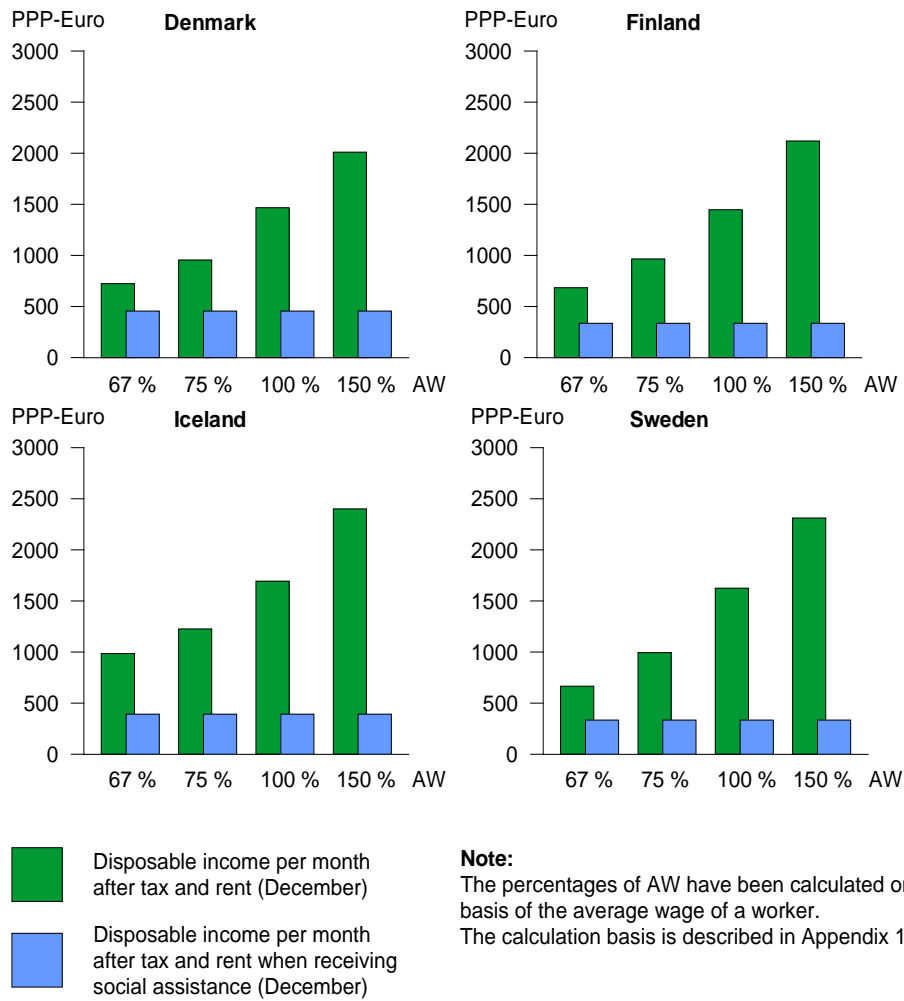 PPP-Euro Denmark
3000
2500
2000
1500
1000
500
0
67 % 75 % 100 % 150 % AW
PPP-Euro Finland
3000
2500
2000
1500
1000
500
0
67 % 75 % 100 % 150 % AW
PPP-Euro Iceland
3000
2500
2000
1500
1000
500
0
67 % 75 % 100 % 150 % AW
PPP-Euro Sweden
3000
2500
2000
1500
1000
500
0
67 % 75 % 100 % 150 % AW
Disposable income per month
after tax and rent (December)
Disposable income per month
after tax and rent when receiving
social assistance (December)
Note:
The percentages of AW have been calculated
basis of the average wage of a worker.
The calculation basis is described in Appendix 1